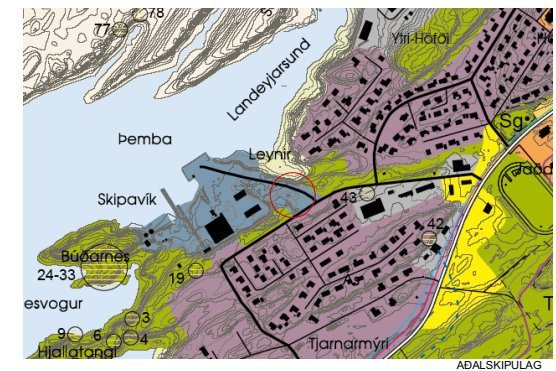 78
77
Ytri-Höfði
Landeyjarsund
Sg
Þemba
Leynir
Skipavík
43
42
Búðarnes
24-33
19
esvogur
3
9
6
4
Tjarnarmýri
Hjallatangi
T
AÐALSKIPULAG